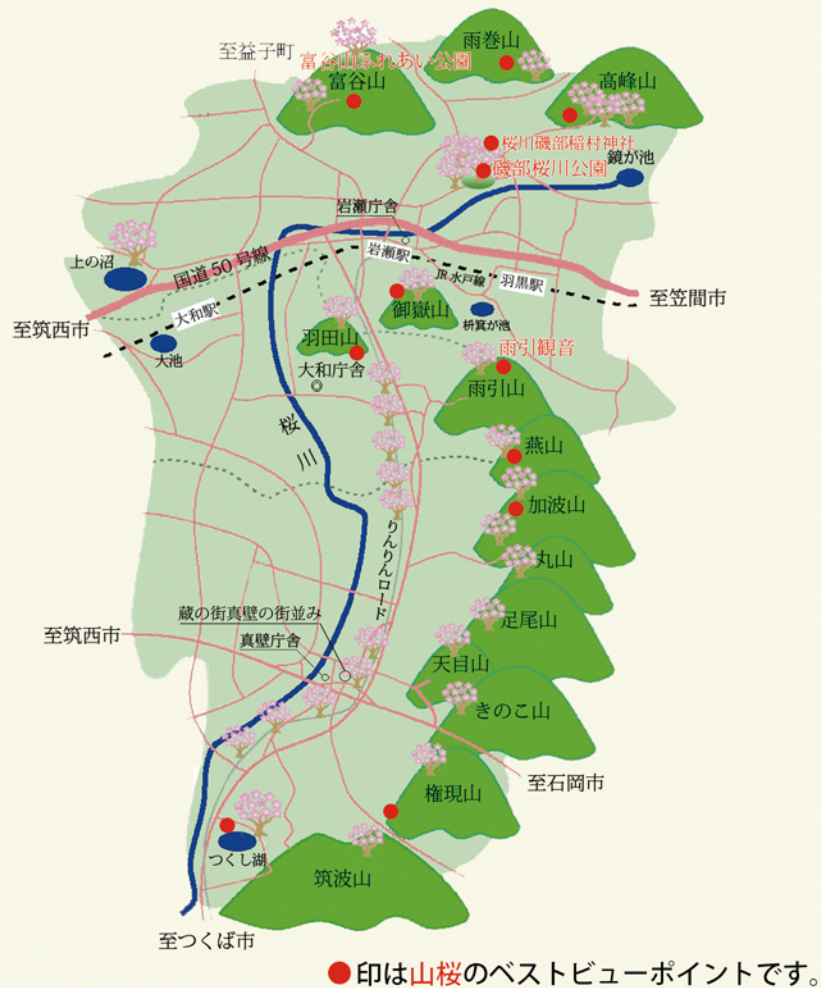 雨巻山
至益子町
富谷山ふれあい公園
富谷山
高峰山
桜川磯部稲村神社
鏡が池
磯部桜川公園
岩瀬庁舎
上の沼
国道50号線
岩瀬駅
JR水戸線
羽黒駅
至笠間市
大和駅
御嶽山
枡箕が池
至筑西市
大池
羽田山
雨引観音
大和庁舎
雨引山
桜川
燕山
加波山
りんりんロード
丸山
蔵の街真壁の街並み
足尾山
至筑西市
真壁庁舎
天目山
きのこ山
至石岡市
権現山
つくし湖
筑波山
至つくば市
●印は山桜のベストビューポイントです。